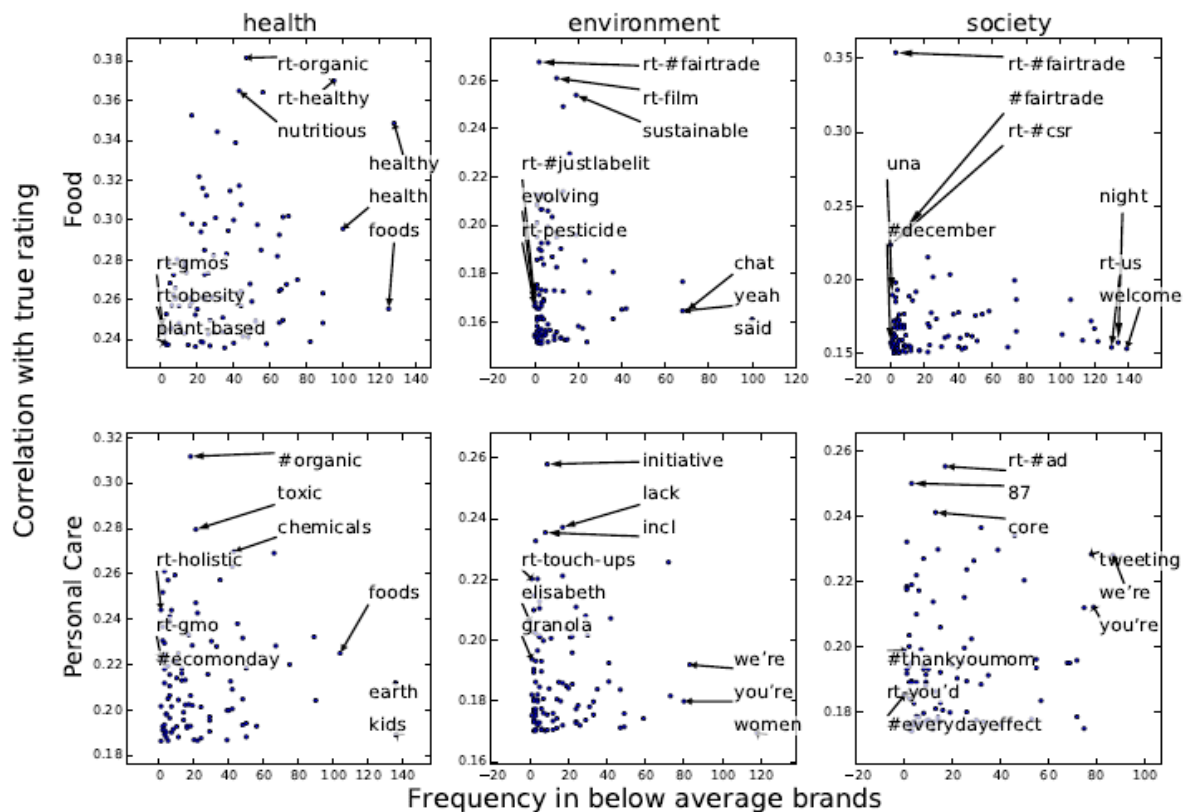 health environment society
Correlation with true rating
Food
0.38
0.36
0.34
0.32
0.30
0.28
0.26
0.24
0 20 40 60 80 100 120 140
rt-organic
rt-healthy
nutritious
healthy
health
foods
rt-gmos
rt-obesity
plant-based
0.26
0.24
0.22
0.20
0.18
0.16
−20 0 20 40 60 80 100 120
rt-#fairtrade
rt-film
sustainable
rt-#justlabelit
evolving
rt-pesticide
chat
yeah
said
0.35
0.30
0.25
0.20
0.15
−20 0 20 40 60 80 100 120 140
rt-#fairtrade
#fairtrade
rt-#csr
una
night
#december
rt-us
welcome
Personal Care
0.32
0.30
0.28
0.26
0.24
0.22
0.20
0.18
0 20 40 60 80 100 120 140
#organic
toxic
chemicals
rt-holistic
foods
rt-gmo
#ecomonday
earth
kids
0.26
0.24
0.22
0.20
0.18
0.16
−20 0 20 40 60 80 100 120
initiative
lack
incl
rt-touch-ups
elisabeth
granola
we're
you're
women
0.26
0.24
0.22
0.20
0.18
−20 0 20 40 60 80 100
rt-#ad
87
core
tweeting
we're
you're
#thankyoumom
rt-you'd
#everydayeffect
Frequency in below average brands